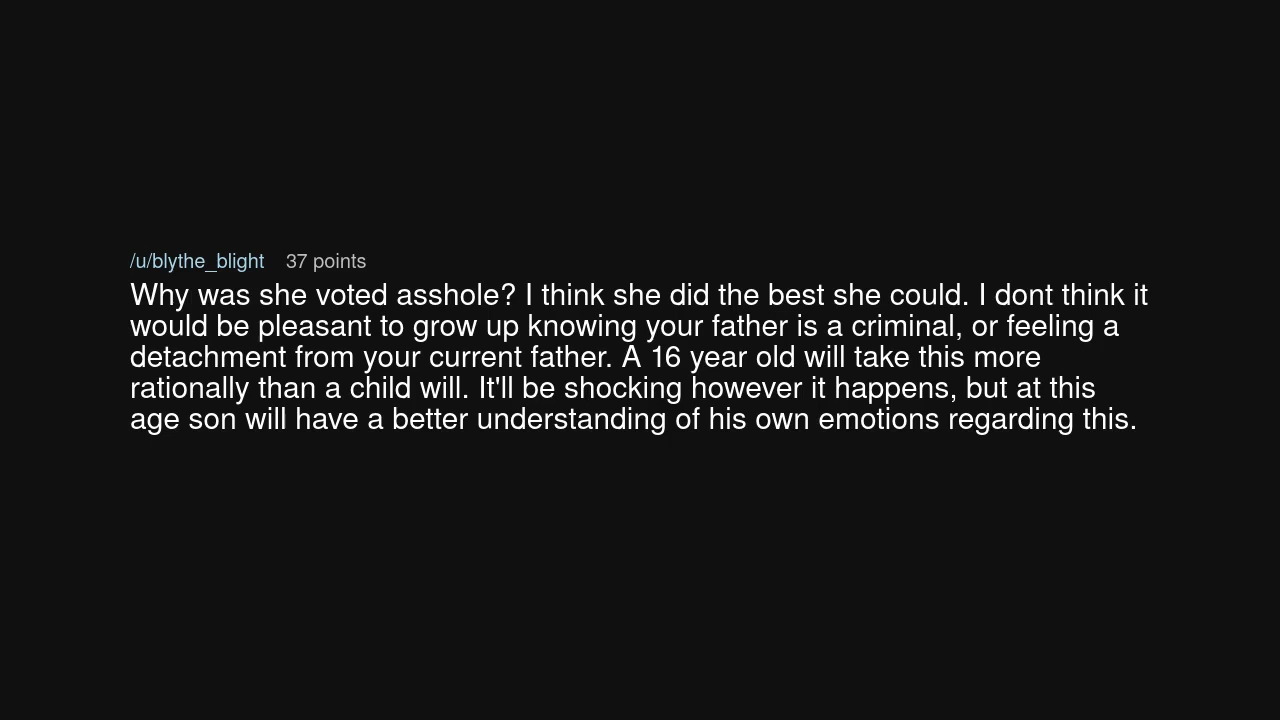 /u/blythe_blight 37 points
Why was she voted asshole? I think she did the best she could. I dont think it
would be pleasant to grow up knowing your father is a criminal, or feeling a
detachment from your current father. A 16 year old will take this more
rationally than a child will. It'll be shocking however it happens, but at this
age son will have a better understanding of his own emotions regarding this.